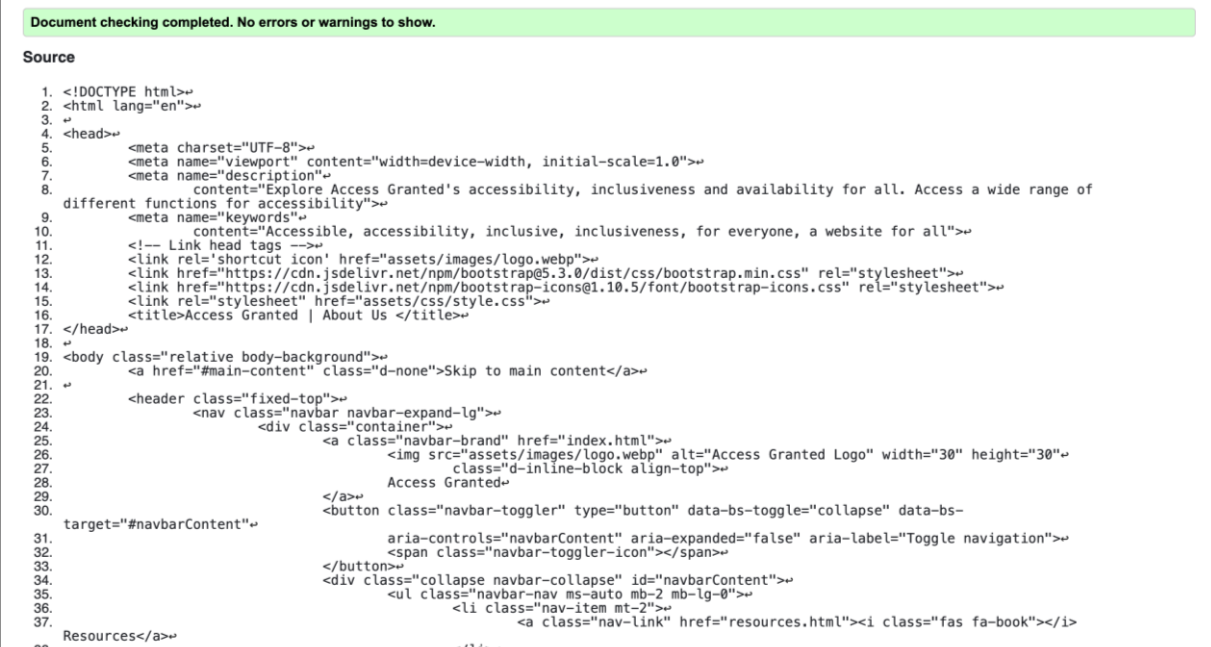 Document checking completed. No errors or warnings to show.
Source
1. <!DOCTYPE html>↩
2. <html lang="en">↩
3. ↩
4. <head>↩
5. <meta charset="UTF-8">↩
6. <meta name="viewport" content="width=device-width, initial-scale=1.0">↩
7. <meta name="description"↩
8. content="Explore Access Granted's accessibility, inclusiveness and availability for all. Access a wide range of
different functions for accessibility">↩
9. <meta name="keywords"↩
10. content="Accessible, accessibility, inclusive, inclusiveness, for everyone, a website for all">↩
11. <!-- Link head tags -->↩
12. <link rel='shortcut icon' href="assets/images/logo.webp">↩
13. <link href="https://cdn.jsdelivr.net/npm/bootstrap@5.3.0/dist/css/bootstrap.min.css" rel="stylesheet">↩
14. <link href="https://cdn.jsdelivr.net/npm/bootstrap-icons@1.10.5/font/bootstrap-icons.css" rel="stylesheet">↩
15. <link rel="stylesheet" href="assets/css/style.css">↩
16. <title>Access Granted | About Us </title>↩
17. </head>↩
18. ↩
19. <body class="relative body-background">↩
20. <a href="#main-content" class="d-none">Skip to main content</a>↩
21. ↩
22. <header class="fixed-top">↩
23. <nav class="navbar navbar-expand-lg">↩
24. <div class="container">↩
25. <a class="navbar-brand" href="index.html">↩
26. <img src="assets/images/logo.webp" alt="Access Granted Logo" width="30" height="30"↩
27. class="d-inline-block align-top">↩
28. Access Granted↩
29. </a>↩
30. <button class="navbar-toggler" type="button" data-bs-toggle="collapse" data-bs-
target="#navbarContent"↩
31. aria-controls="navbarContent" aria-expanded="false" aria-label="Toggle navigation">↩
32. <span class="navbar-toggler-icon"></span>↩
33. </button>↩
34. <div class="collapse navbar-collapse" id="navbarContent">↩
35. <ul class="navbar-nav ms-auto mb-2 mb-lg-0">↩
36. <li class="nav-item mt-2">↩
37. <a class="nav-link" href="resources.html"><i class="fas fa-book"></i>
Resources</a>↩